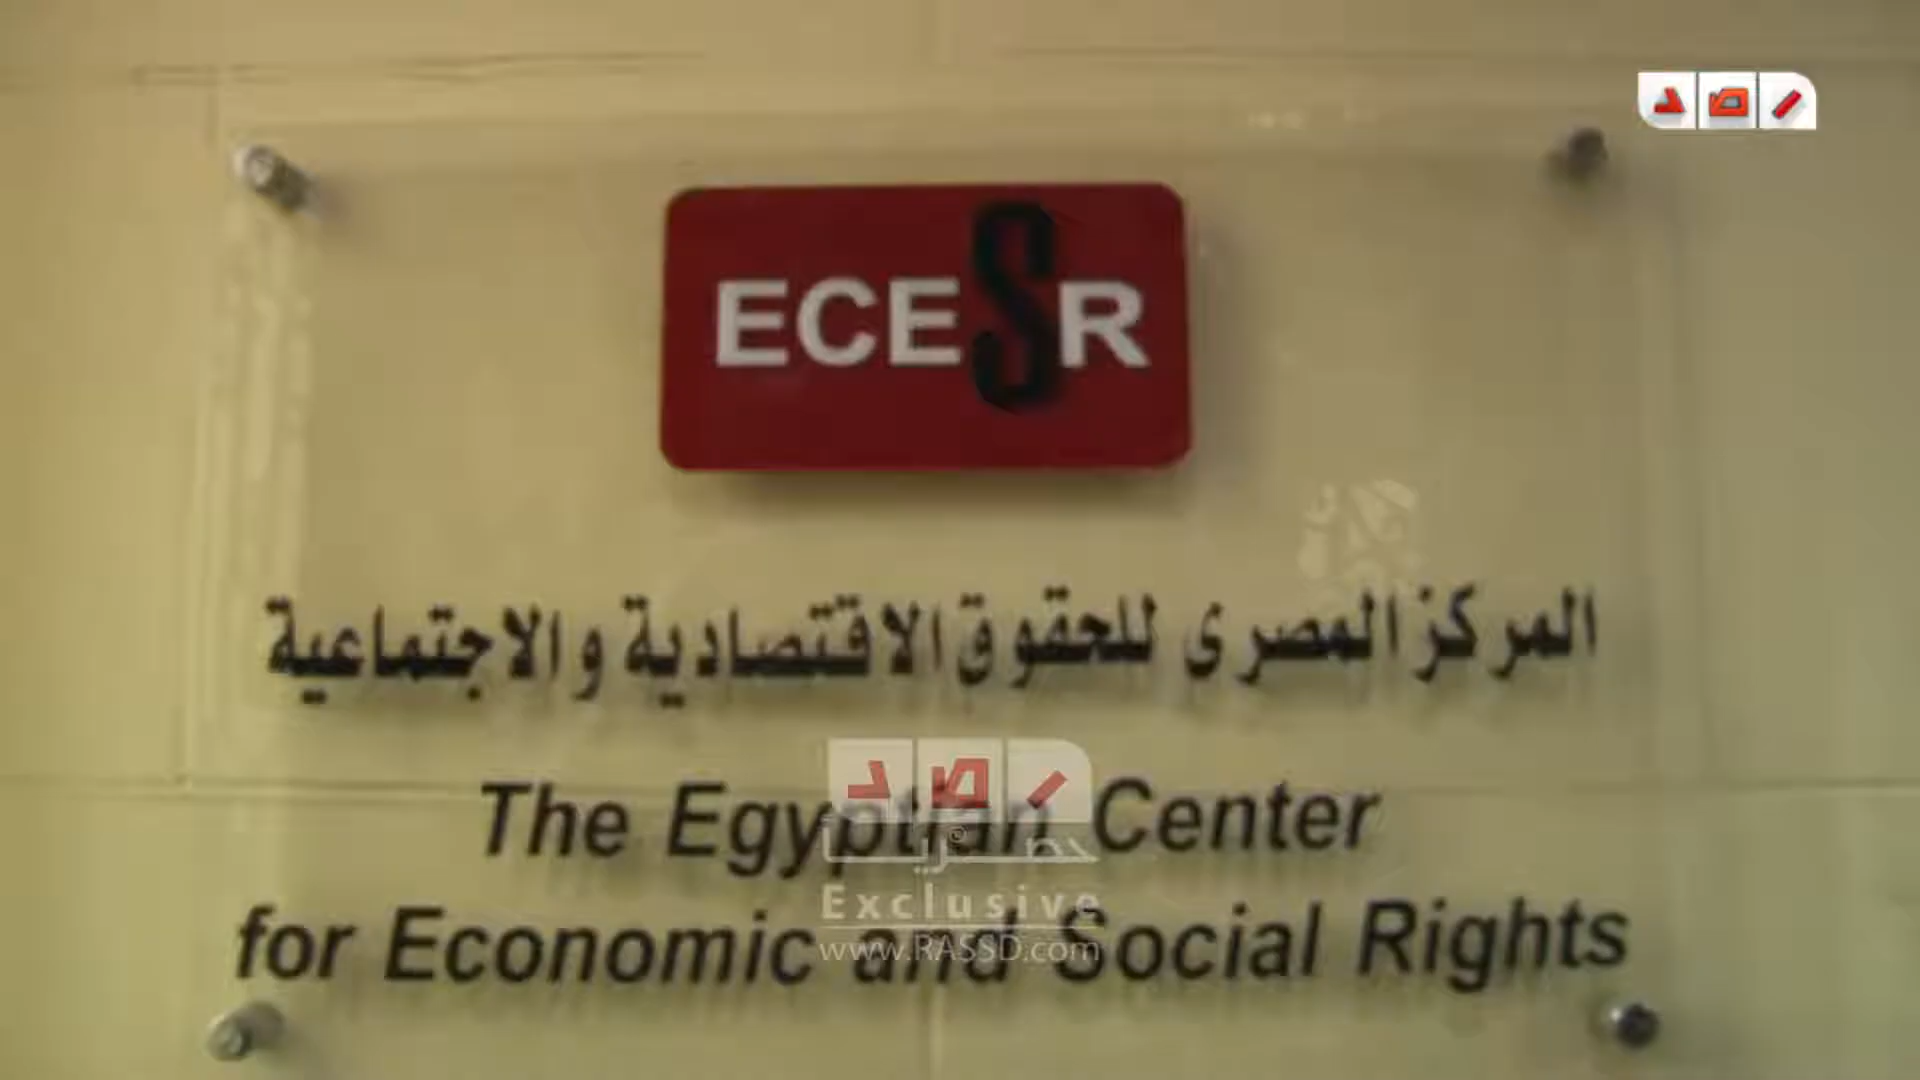 رصد
ECESR
المركز المصرى للحقوق الاقتصادية والاجتماعية
The Egyptian Center
for Economic and Social Rights
رصد
حصريا
Exclusive
www.RASSD.com